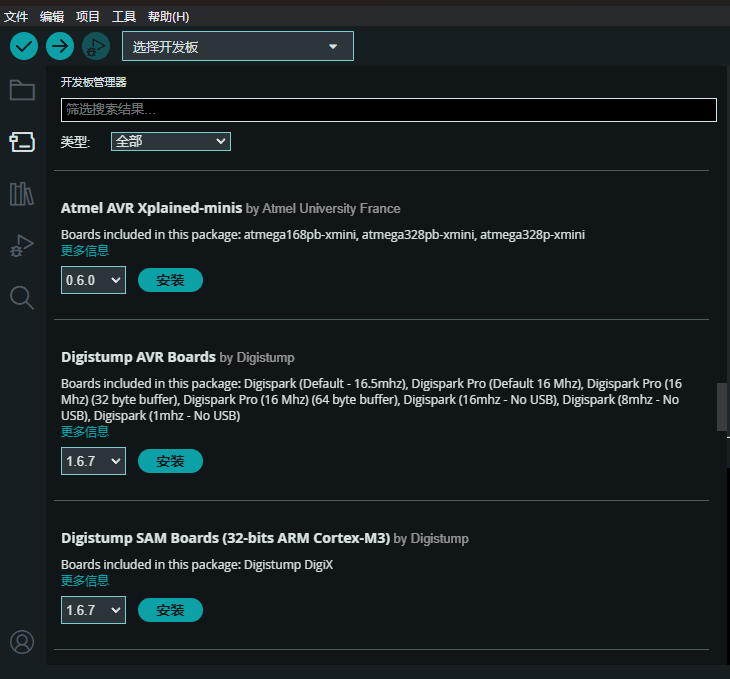 文件 编辑 项目 工具 帮助(H)
选择开发板
开发板管理器
筛选搜索结果...
类型: 全部
Atmel AVR Xplained-minis by Atmel University France
Boards included in this package: atmega168pb-xmini, atmega328pb-xmini, atmega328p-xmini
更多信息
0.6.0 安装
Digistump AVR Boards by Digistump
Boards included in this package: Digispark (Default - 16.5mhz), Digispark Pro (Default 16 Mhz), Digispark Pro (16
Mhz) (32 byte buffer), Digispark Pro (16 Mhz) (64 byte buffer), Digispark (16mhz - No USB), Digispark (8mhz - No
USB), Digispark (1mhz - No USB)
更多信息
1.6.7 安装
Digistump SAM Boards (32-bits ARM Cortex-M3) by Digistump
Boards included in this package: Digistump DigiX
更多信息
1.6.7 安装